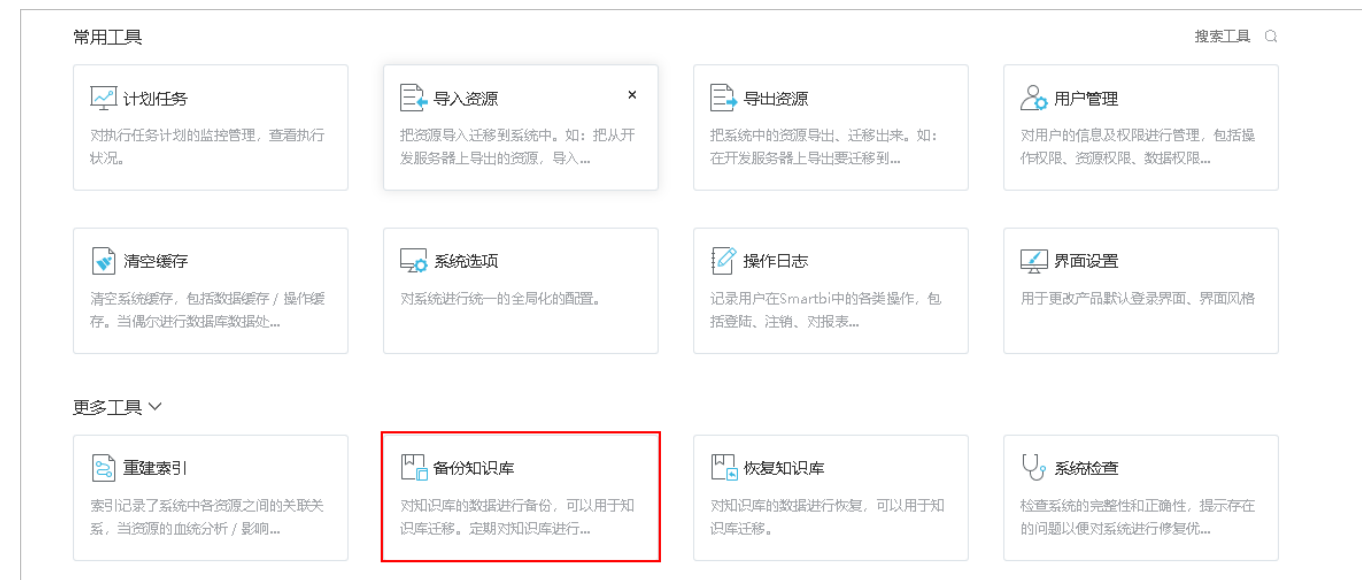 常用工具
搜索工具
计划任务
对执行任务计划的监控管理，查看执行
状况。
导入资源
×
把资源导入迁移到系统中。如：把从开
发服务器上导出的资源，导入...
导出资源
把系统中的资源导出、迁移出来。如：
在开发服务器上导出要迁移到...
用户管理
对用户的信息及权限进行管理，包括操
作权限、资源权限、数据权限...
清空缓存
清空系统缓存，包括数据缓存 / 操作缓
存。当偶尔进行数据库数据处...
系统选项
对系统进行统一的全局化的配置。
操作日志
记录用户在Smartbi中的各类操作，包
括登陆、注销、对报表...
界面设置
用于更改产品默认登录界面、界面风格
更多工具
重建索引
索引记录了系统中各资源之间的关联关
系，当资源的血统分析 / 影响...
备份知识库
对知识库的数据进行备份，可以用于知
识库迁移。定期对知识库进行...
恢复知识库
对知识库的数据进行恢复，可以用于知
识库迁移。
系统检查
检查系统的完整性和正确性，提示存在
的问题以便对系统进行修复优...